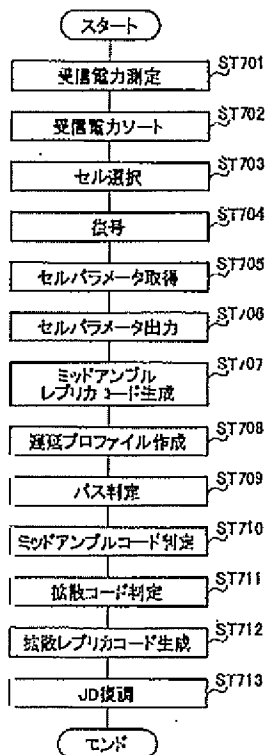 スタート
受信電力測定
ST701
受信電力ソート
ST702
セル選択
ST703
復号
ST704
セルパラメータ取得
ST705
セルパラメータ出力
ST706
ミッドアンブル
レプリカコード生成
ST707
遅延プロファイル作成
ST708
パス判定
ST709
ミッドアンブルコード判定
ST710
拡散コード判定
ST711
拡散レプリカコード生成
ST712
JD復調
ST713
エンド